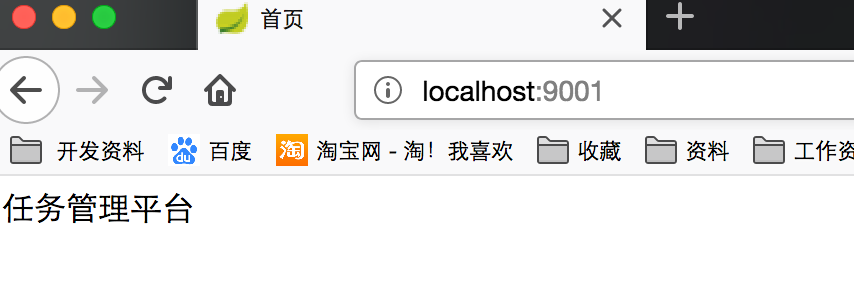 首页
localhost:9001
开发资料 百度 淘 淘宝网 - 淘！我喜欢 收藏 资料 工作资
任务管理平台